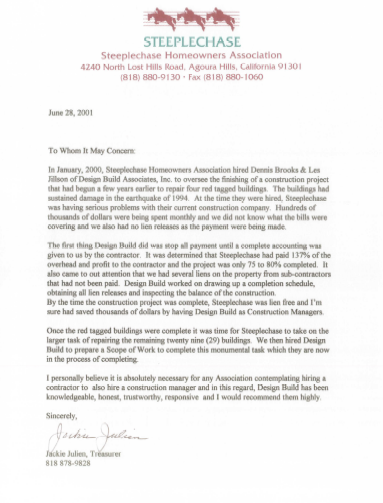 STEEPLECHASE
Steeplechase Homeowners Association
4240 North Lost Hills Road, Agoura Hills, California 91301
(818) 880-9130 - Fax (818) 880-1060
June 28, 2001
To Whom It May Concern:
In January, 2000, Steeplechase Homeowners Association hired Dennis Brooks & Les
Jillson of Design Build Associates, Inc. to oversee the finishing of a construction project
that had begun a few years earlier to repair four red tagged buildings. The buildings had
sustained damage in the earthquake of 1994. At the time they were hired, Steeplechase
was having serious problems with their current construction company. Hundreds of
thousands of dollars were being spent monthly and we did not know what the bills were
covering and we also had no lien releases as the payment were being made.
The first thing Design Build did was stop all payment until a complete accounting was
given to us by the contractor. It was determined that Steeplechase had paid 137% of the
overhead and profit to the contractor and the project was only 75 to 80% completed. It
also came to out attention that we had several liens on the property from sub-contractors
that had not been paid. Design Build worked on drawing up a completion schedule,
obtaining all lien releases and inspecting the balance of the construction.
By the time the construction project was complete, Steeplechase was lien free and I'm
sure had saved thousands of dollars by having Design Build as Construction Managers.
Once the red tagged buildings were complete it was time for Steeplechase to take on the
larger task of repairing the remaining twenty nine (29) buildings. We then hired Design
Build to prepare a Scope of Work to complete this monumental task which they are now
in the process of completing.
I personally believe it is absolutely necessary for any Association contemplating hiring a
contractor to also hire a construction manager and in this regard, Design Build has been
knowledgeable, honest, trustworthy, responsive and I would recommend them highly.
Sincerely,
Jackie Julien
Jackie Julien, Treasurer
818 878-9828